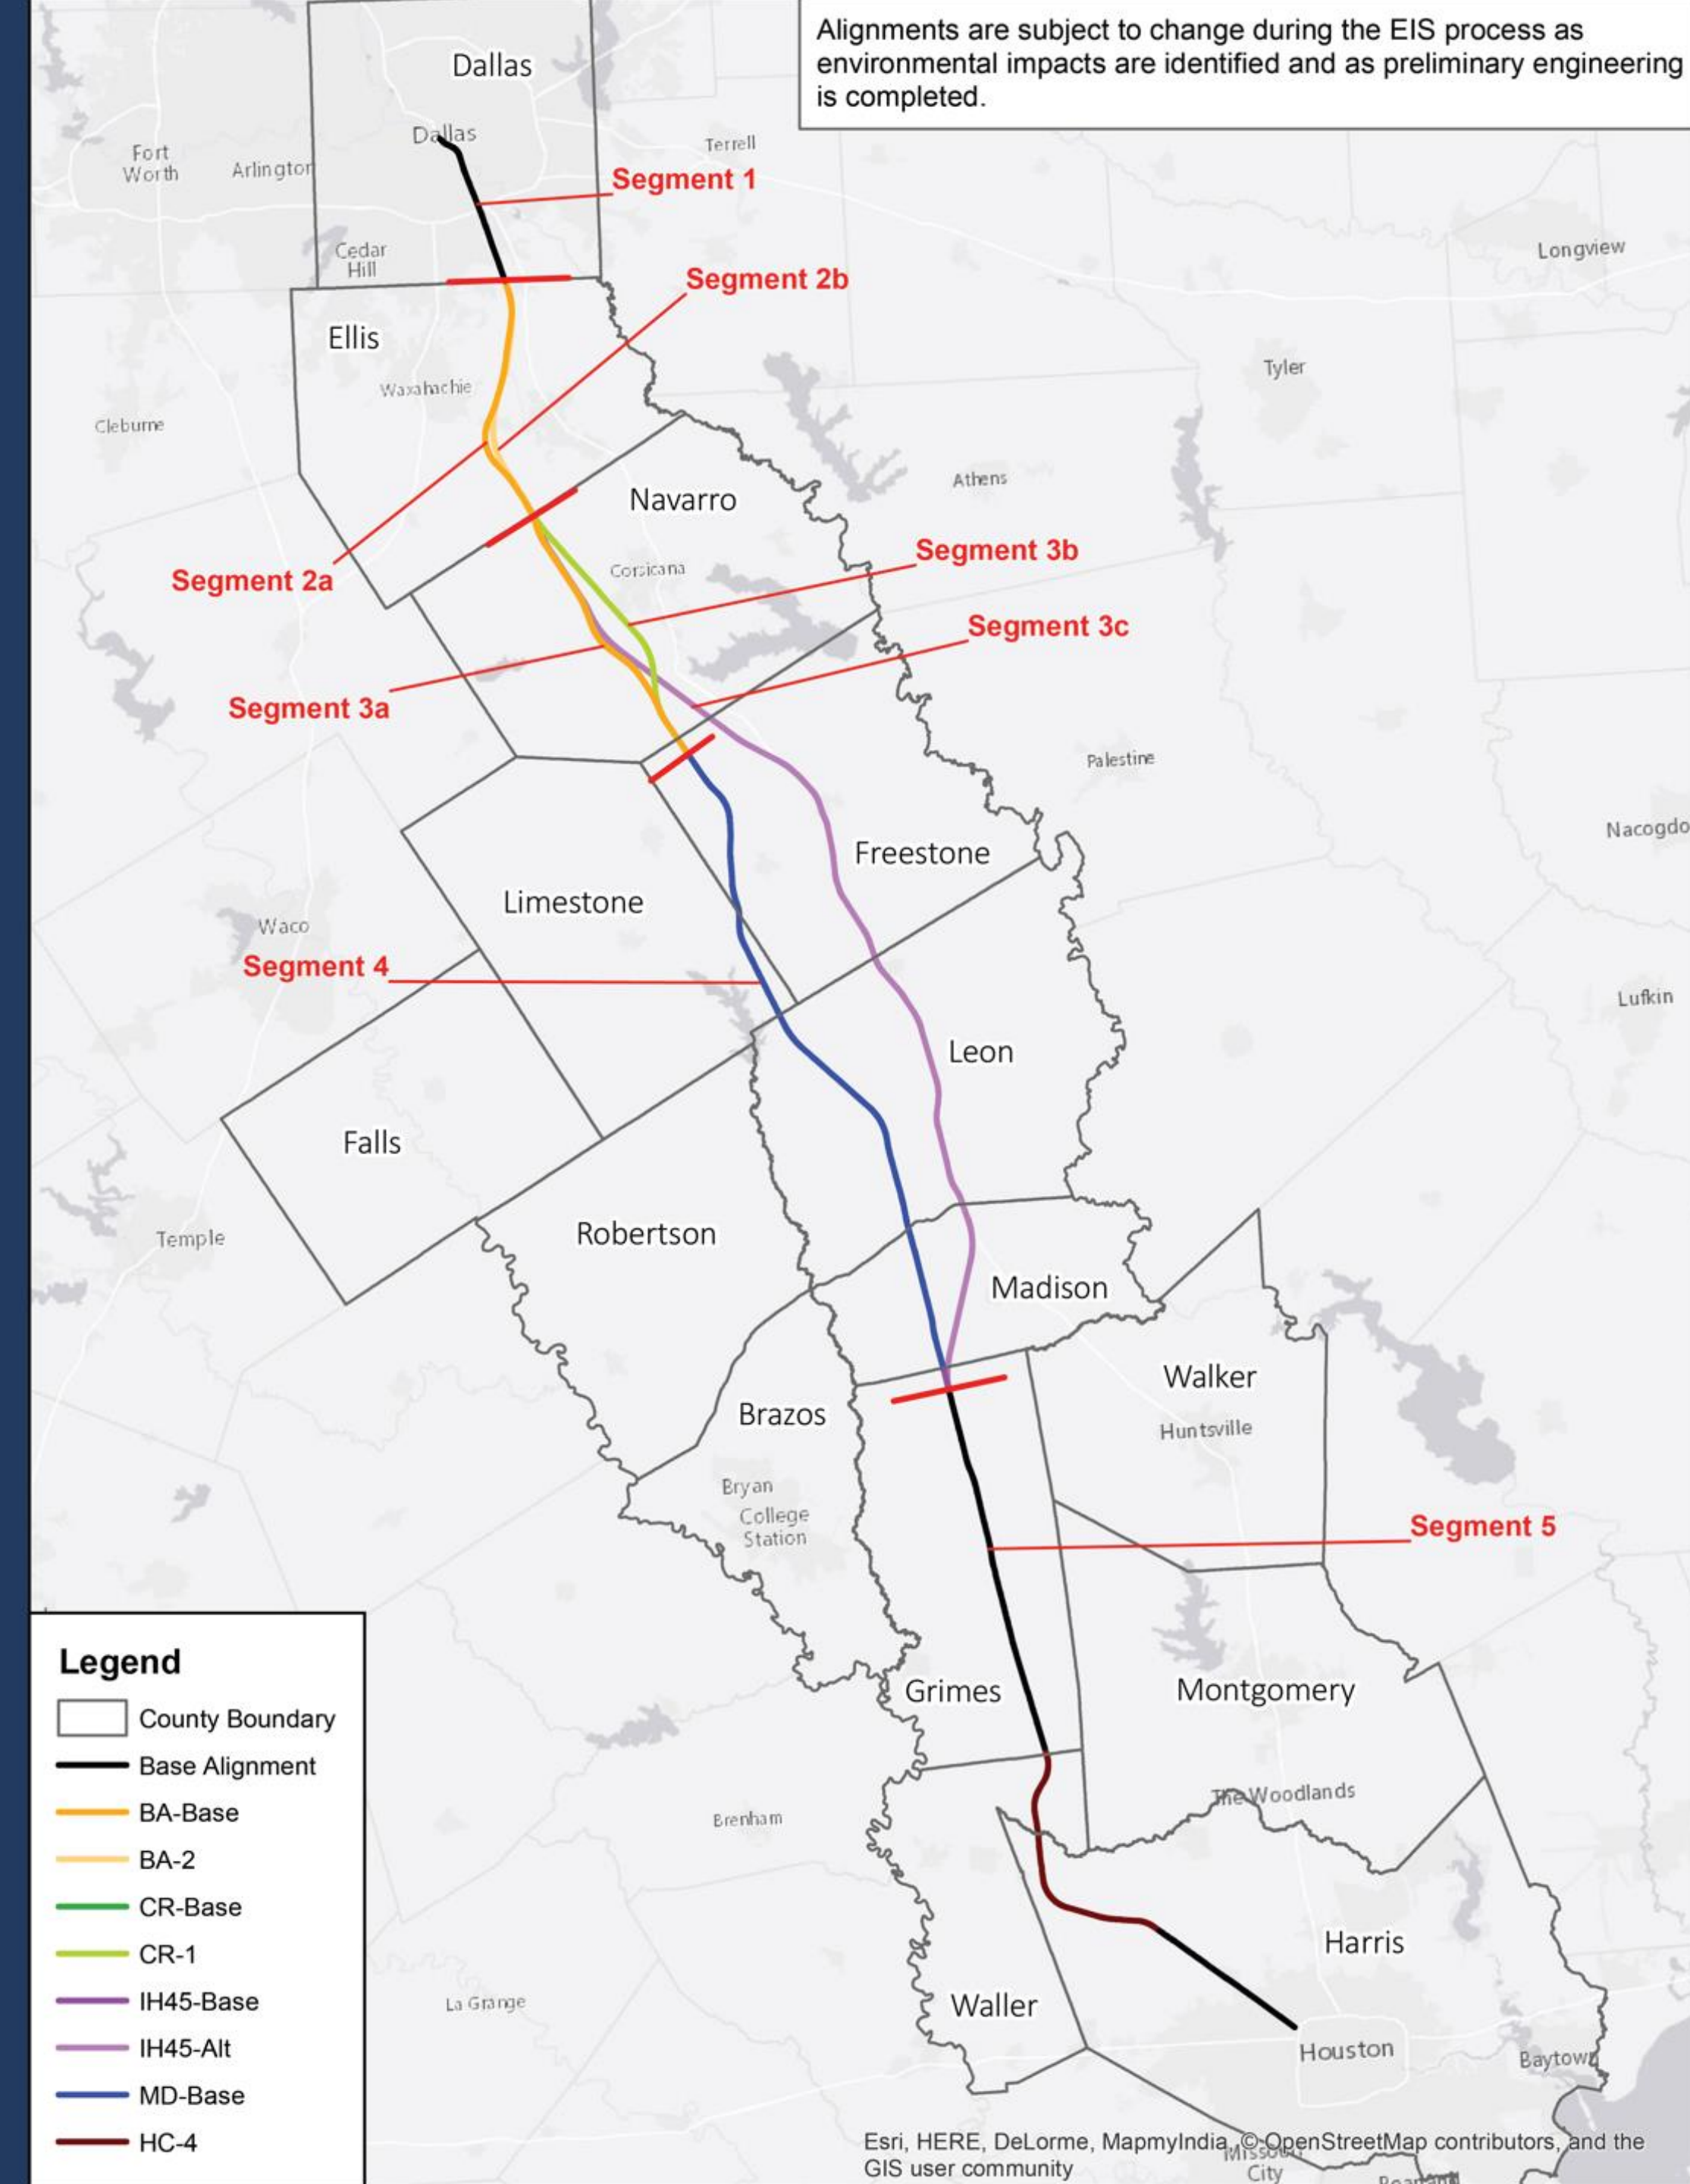 Alignments are subject to change during the EIS process as
environmental impacts are identified and as preliminary engineering
is completed.
Dallas
Dallas
Fort
Worth
Arlington
Terrell
Segment 1
Cedar
Hill
Longview
Segment 2b
Ellis
Tyler
Waxahachie
Cleburne
Athens
Navarro
Segment 3b
Corsicana
Segment 2a
Segment 3c
Segment 3a
Palestine
Nacogdo
Freestone
Limestone
Waco
Segment 4
Lufkin
Leon
Falls
Robertson
Temple
Madison
Walker
Brazos
Huntsville
Bryan
College
Station
Segment 5
Grimes
Montgomery
The Woodlands
Brenham
Harris
La Grange
Waller
Houston
Baytown
Legend
County Boundary
Base Alignment
BA-Base
BA-2
CR-Base
CR-1
IH45-Base
IH45-Alt
MD-Base
HC-4
Esri, HERE, DeLorme, MapmyIndia, © OpenStreetMap contributors, and the
GIS user community
Missouri
City